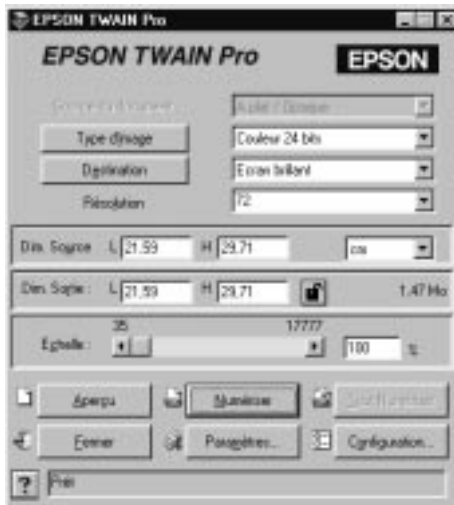 EPSON TWAIN Pro
EPSON TWAIN Pro EPSON
A plat / Opaque
Type d'image Couleur 24 bits
Destination Ecran brillant
Résolution 72
Dim. Source L 21,59 H 29,71 cm
Dim. Sortie : L 21,59 H 29,71 1.47 Mo
35 17777
Echelle : 100 %
Aperçu Numériser
Fermer Paramètres... Configuration...
? Prêt